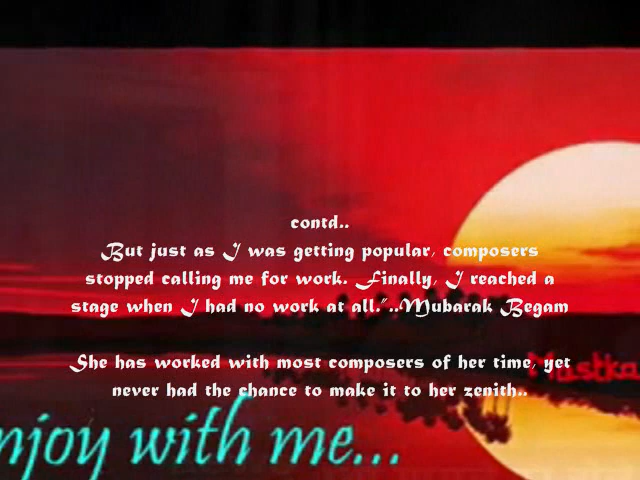 contd..
But just as I was getting popular, composers
stopped calling me for work. Finally, I reached a
stage when I had no work at all."..Mubarak Begam
She has worked with most composers of her time, yet
never had the chance to make it to her zenith..
njoy with me...